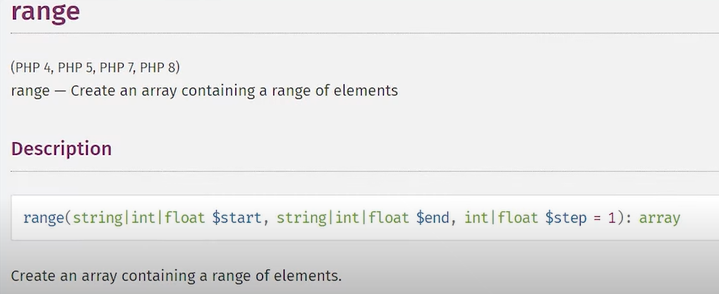 range
(PHP 4, PHP 5, PHP 7, PHP 8)
range — Create an array containing a range of elements
Description
range(string|int|float $start, string|int|float $end, int|float $step = 1): array
Create an array containing a range of elements.